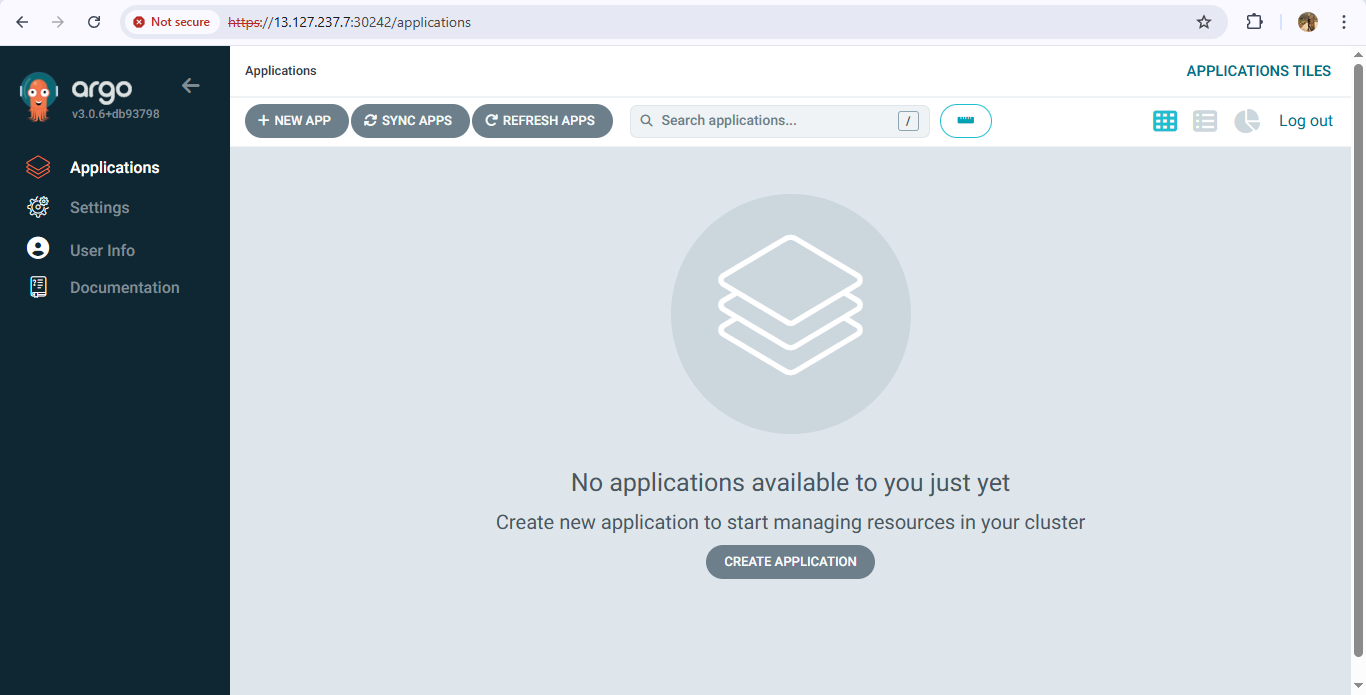 Not secure https://13.127.237.7:30242/applications
argo
v3.0.6+db93798
Applications
Settings
User Info
Documentation
Applications
APPLICATIONS TILES
NEW APP SYNC APPS REFRESH APPS Search applications... / Log out
No applications available to you just yet
Create new application to start managing resources in your cluster
CREATE APPLICATION